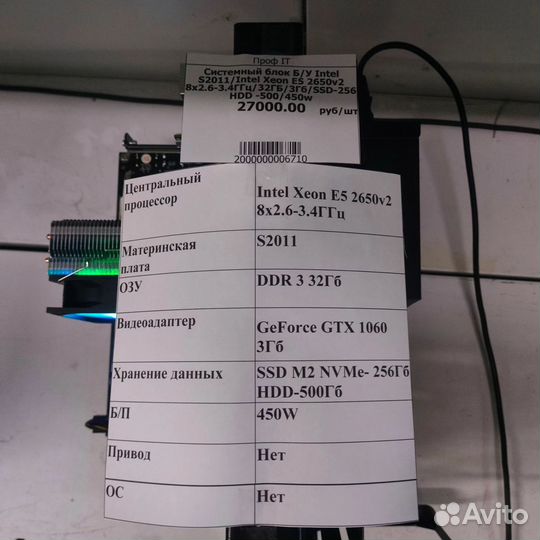 Проф IT
Системный блок Б/У Intel
S2011/Intel Xeon E5 2650v2
8x2.6-3.4ГГц/32ГБ/3Гб/SSD-256
HDD -500/450w
27000.00 руб/шт
2000000006710
Центральный процессор
Intel Xeon E5 2650v2
8x2.6-3.4ГГц
Материнская плата
S2011
ОЗУ
DDR 3 32Гб
Видеоадаптер
GeForce GTX 1060
3Гб
Хранение данных
SSD M2 NVMe- 256Гб
HDD-500Гб
Б/П
450W
Привод
Нет
ОС
Нет
Avito